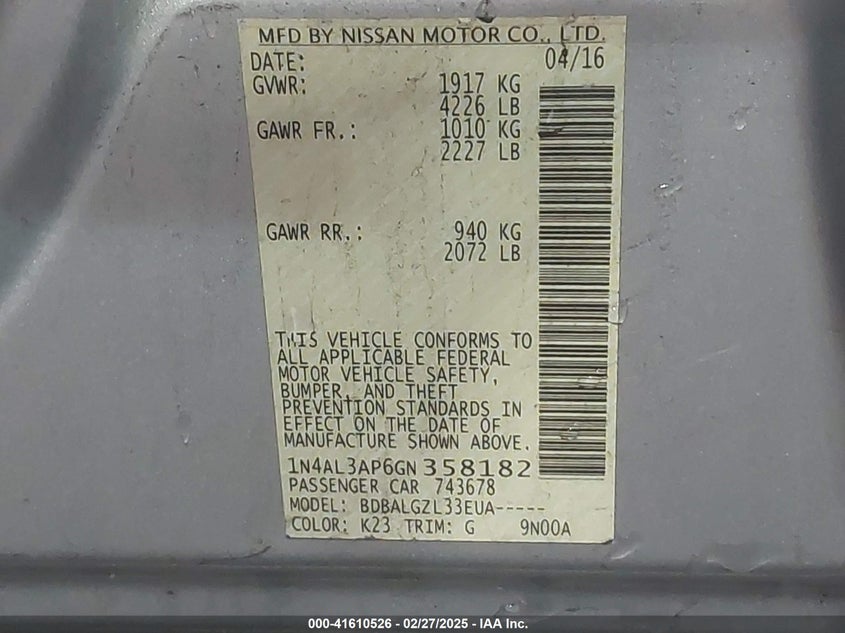 MFD BY NISSAN MOTOR CO., LTD.
DATE: 04/16
GVWR: 1917 KG
4226 LB
GAWR FR.: 1010 KG
2227 LB
GAWR RR.: 940 KG
2072 LB
THIS VEHICLE CONFORMS TO
ALL APPLICABLE FEDERAL
MOTOR VEHICLE SAFETY,
BUMPER, AND THEFT
PREVENTION STANDARDS IN
EFFECT ON THE DATE OF
MANUFACTURE SHOWN ABOVE.
1N4AL3AP6GN358182
PASSENGER CAR 743678
MODEL: BDBALGZL33EUA-----
COLOR: K23 TRIM: G 9N00A
000-41610526 - 02/27/2025 - IAA Inc.